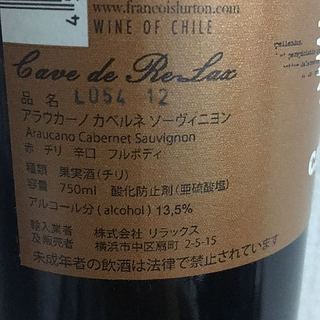 www.francoislurton.com
WINE OF CHILE
Cave de ReLax
品 名 L054 12
アラウカーノ カベルネ ソーヴィニヨン
Araucano Cabernet Sauvignon
赤 チリ 辛口 フルボディ
種類 果実酒(チリ)
容量 750ml 酸化防止剤(亜硫酸塩)
アルコール分(alcohol) 13,5%
輸入業者 株式会社 リラックス
及販売者 横浜市中区扇町 2-5-15
未成年者の飲酒は法律で禁止されています